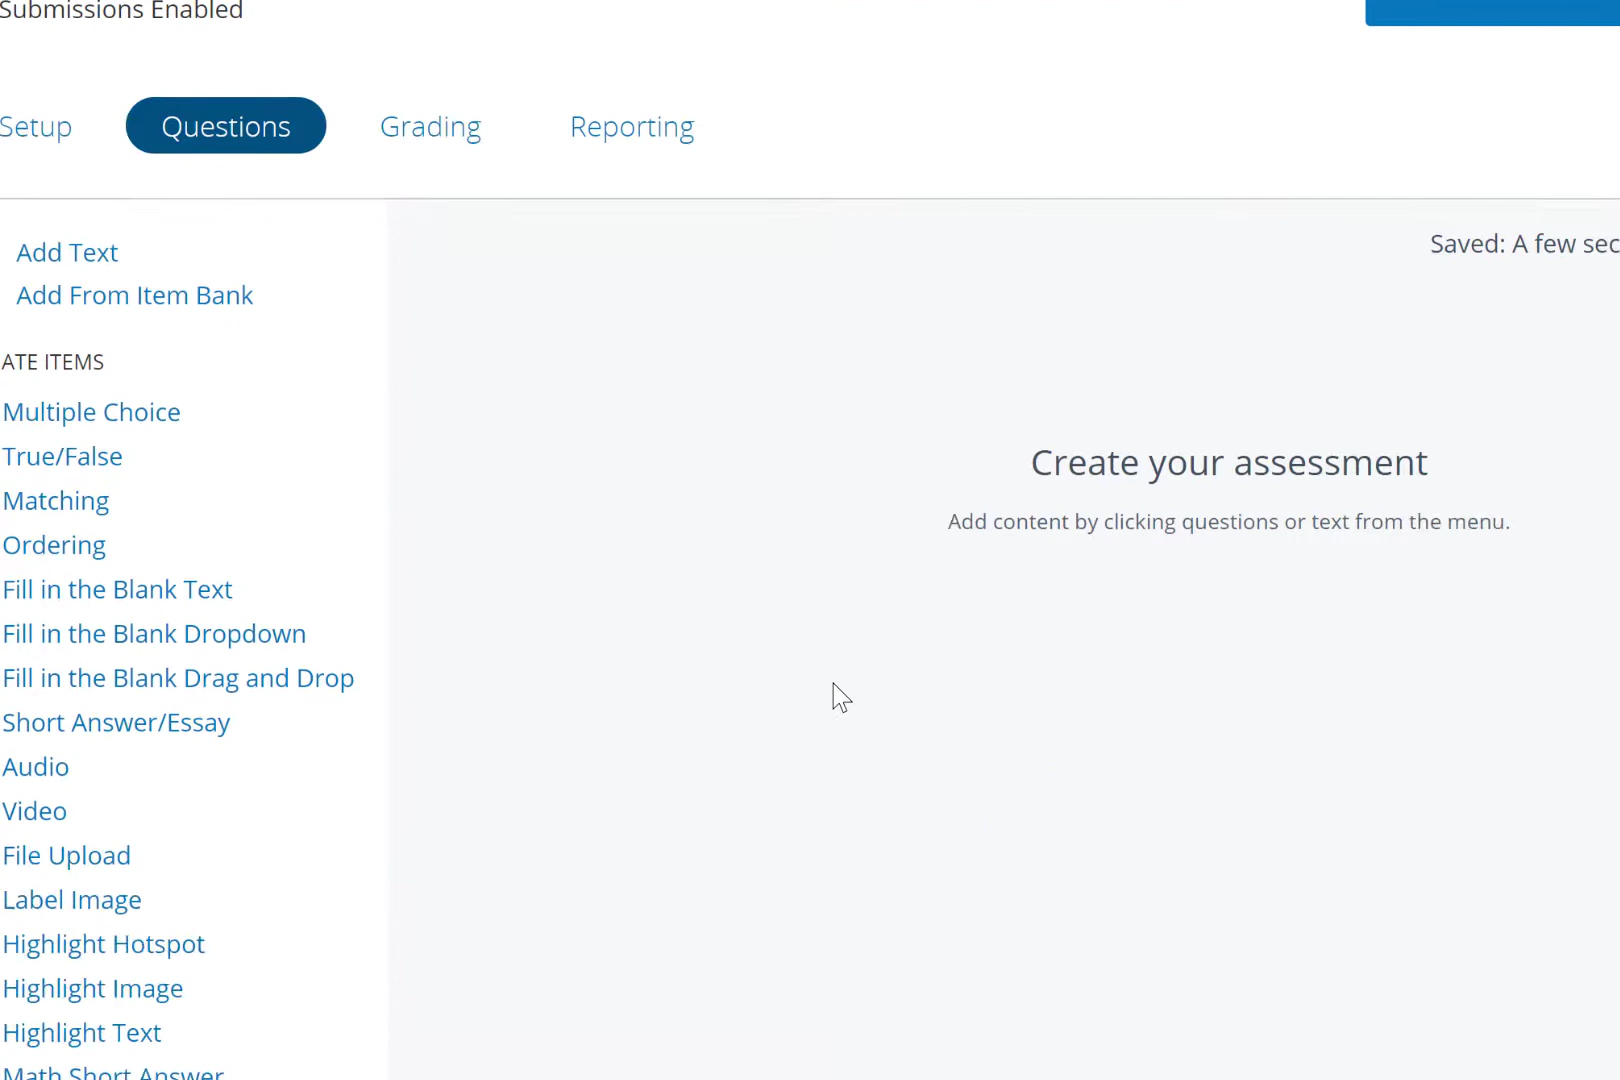 Submissions Enabled
Setup
Questions
Grading
Reporting
Add Text
Add From Item Bank
Saved: A few sec
ATE ITEMS
Multiple Choice
True/False
Matching
Ordering
Fill in the Blank Text
Fill in the Blank Dropdown
Fill in the Blank Drag and Drop
Short Answer/Essay
Audio
Video
File Upload
Label Image
Highlight Hotspot
Highlight Image
Highlight Text
Math Short Answer
Create your assessment
Add content by clicking questions or text from the menu.